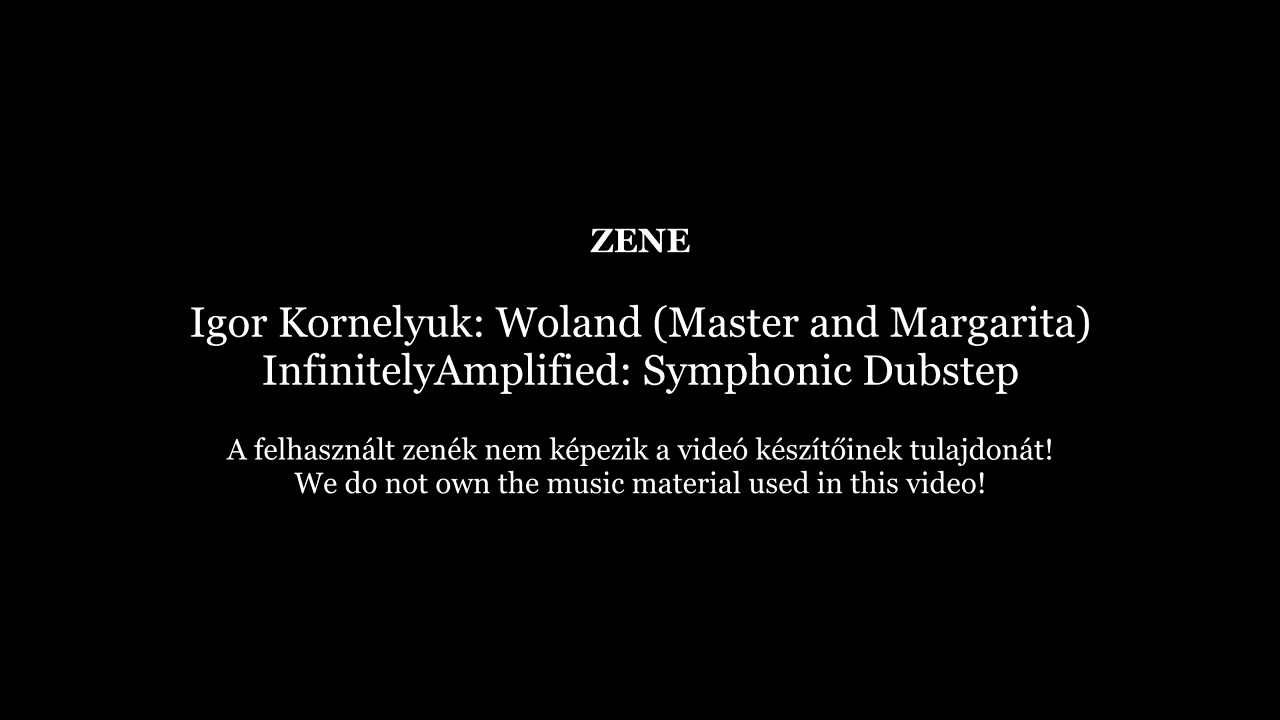 ZENE
Igor Kornelyuk: Woland (Master and Margarita)
InfinitelyAmplified: Symphonic Dubstep
A felhasznált zenék nem képezik a videó készítőinek tulajdonát!
We do not own the music material used in this video!